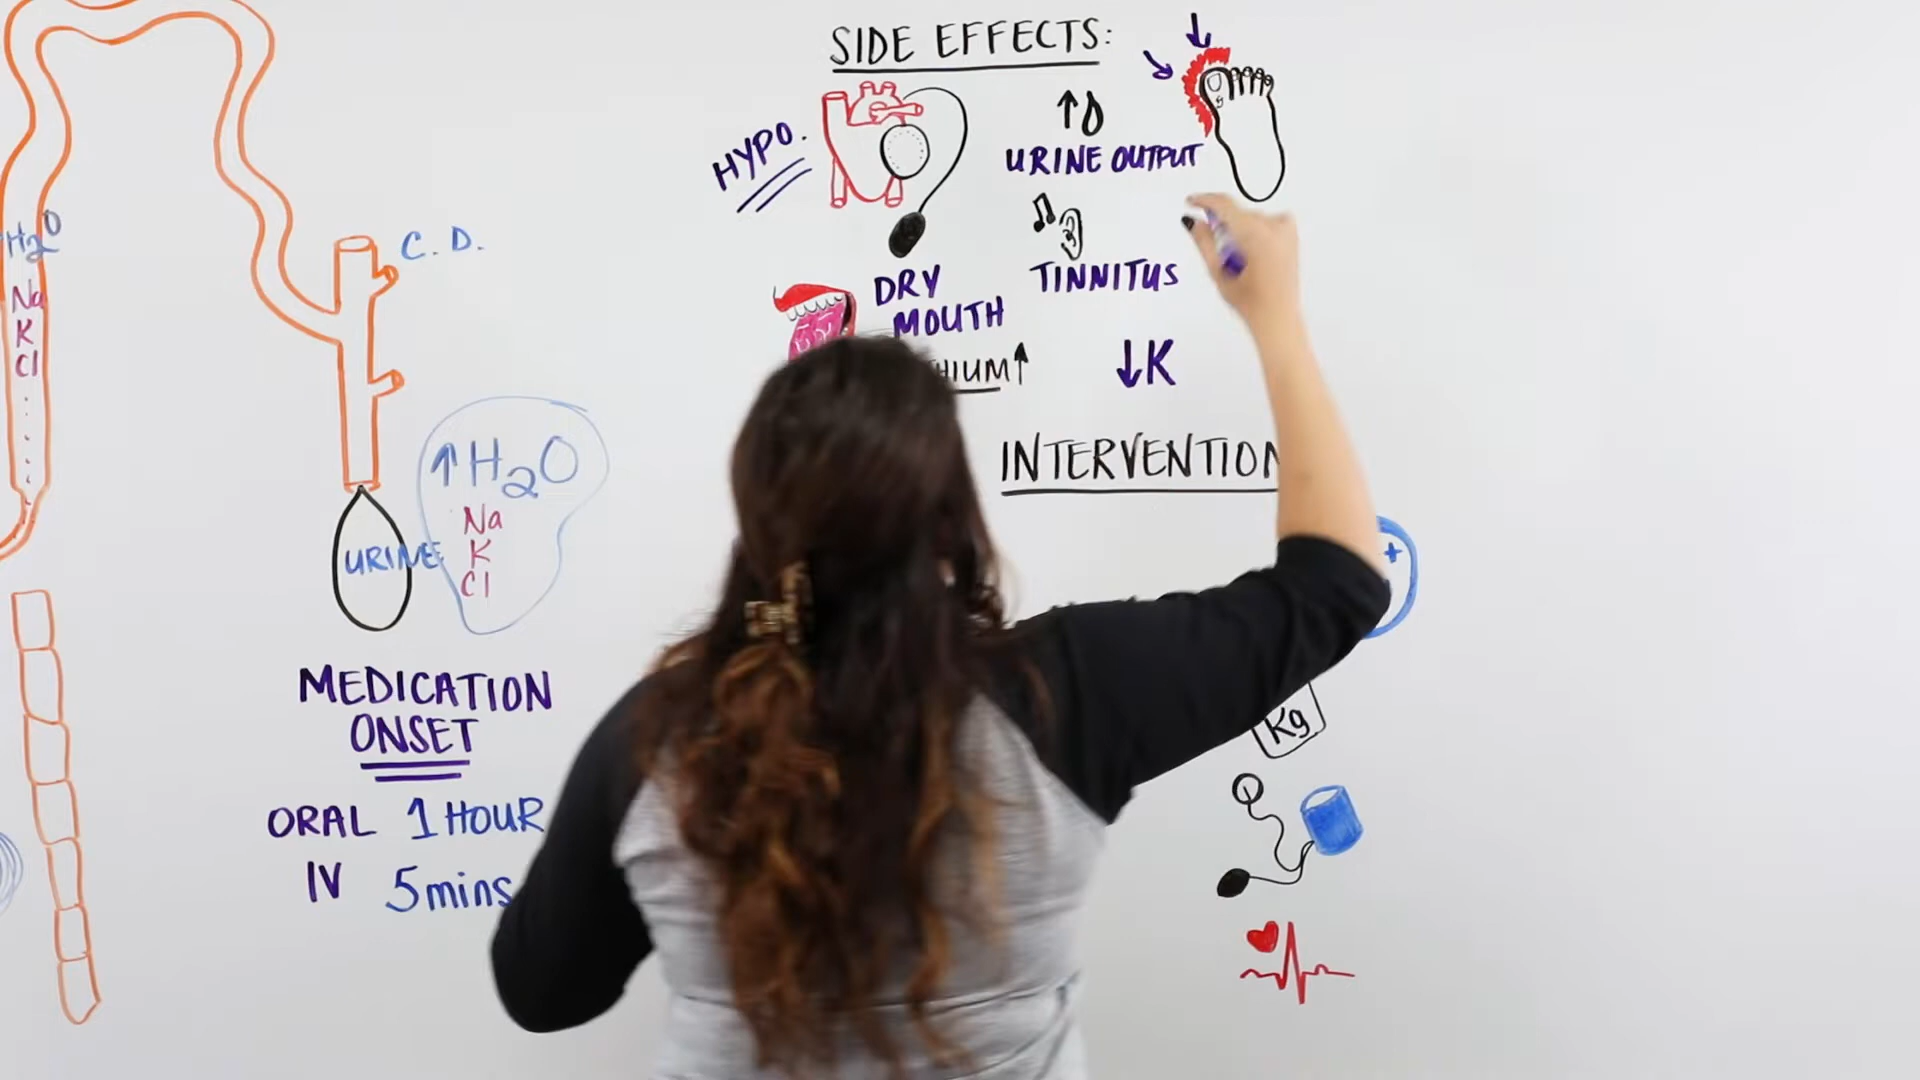 SIDE EFFECTS:
HYPO.
↑
URINE OUTPUT
TINNITUS
DRY
MOUTH
↑
↓K
INTERVENTION
H₂O
Na
K
Cl
C. D.
↑H₂O
Na
K
Cl
URINE
MEDICATION
ONSET
ORAL 1 HOUR
IV 5mins
+
Kg